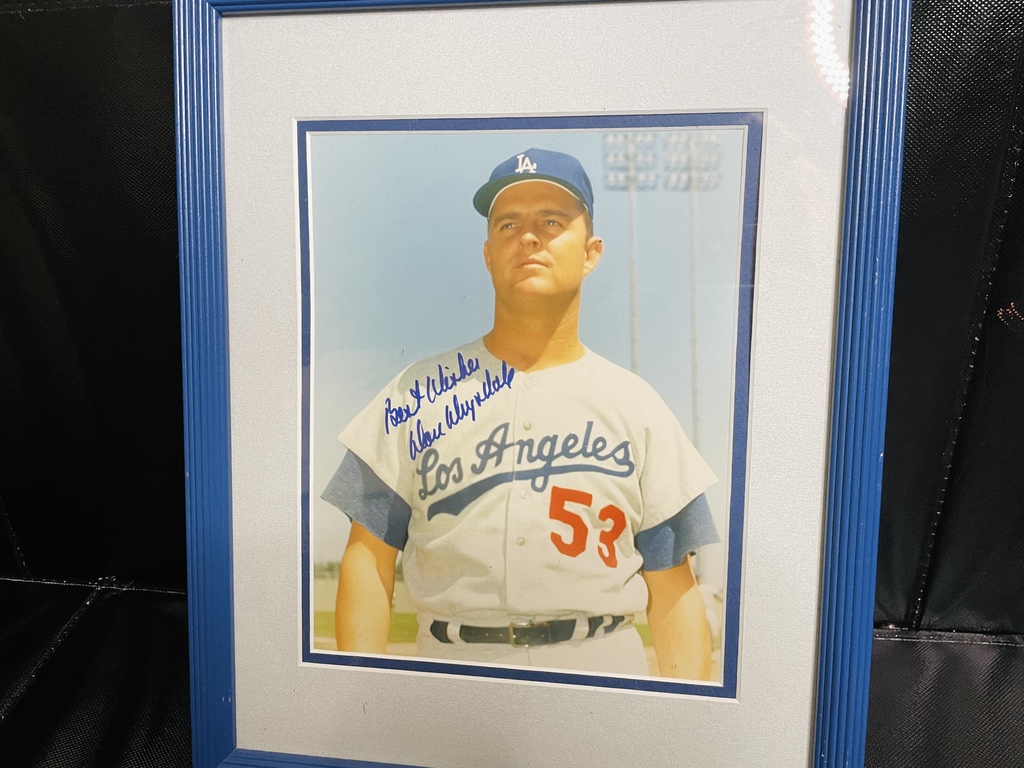 LA
Best Wishes
Don Drysdale
Los Angeles
53